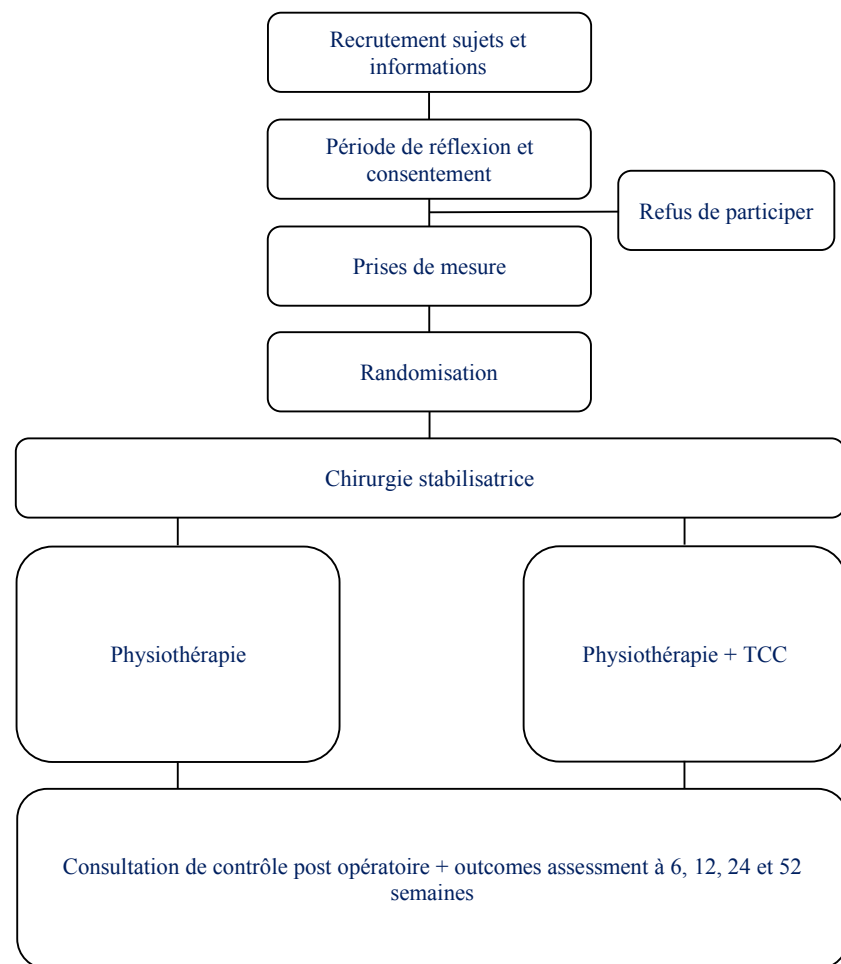 Recrutement sujets et
informations
Période de réflexion et
consentement
Refus de participer
Prises de mesure
Randomisation
Chirurgie stabilisatrice
Physiothérapie
Physiothérapie + TCC
Consultation de contrôle post opératoire + outcomes assessment à 6, 12, 24 et 52
semaines